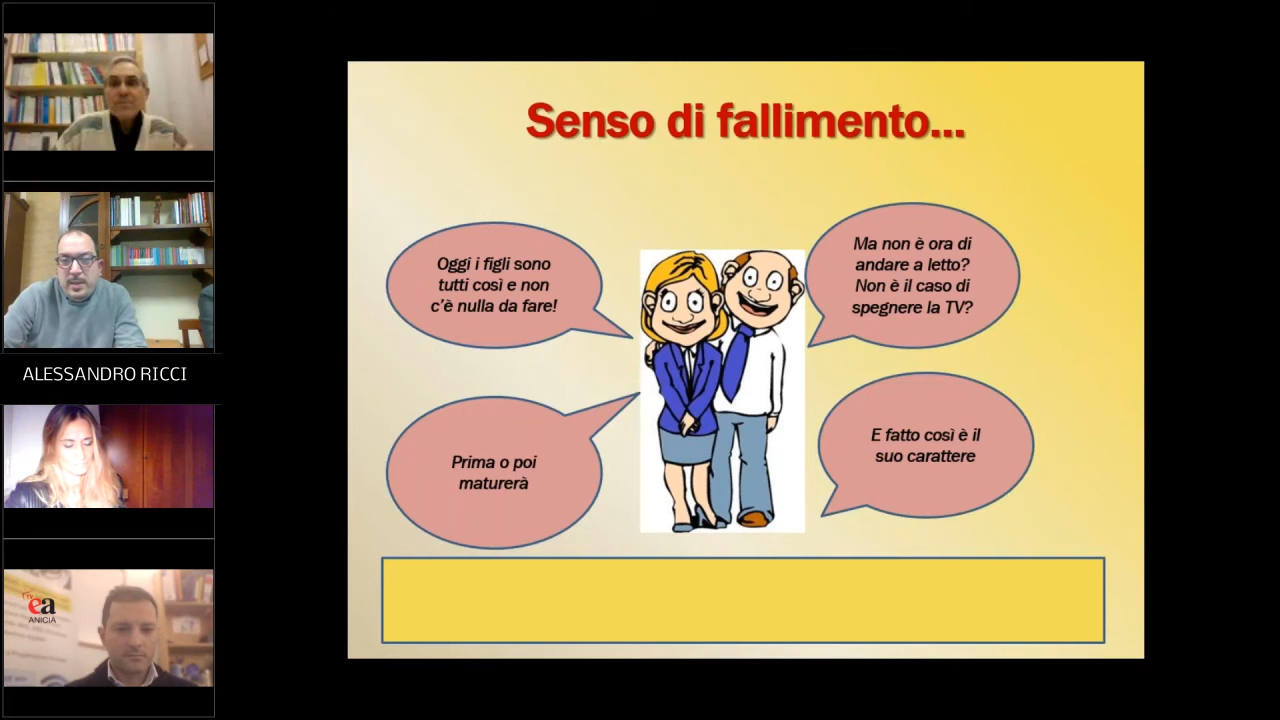 Senso di fallimento...
Oggi i figli sono
tutti così e non
c'è nulla da fare!
Ma non è ora di
andare a letto?
Non è il caso di
spegnere la TV?
Prima o poi
maturerà
E fatto così è il
suo carattere
ALESSANDRO RICCI
TV
ea
ANICIA